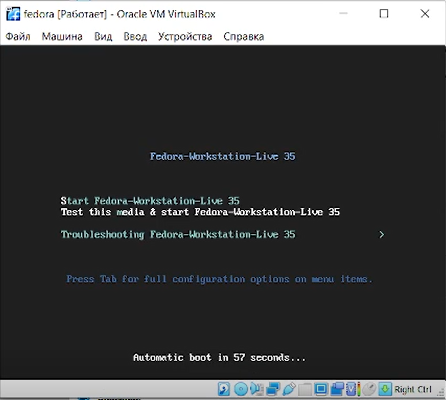 fedora [Работает] - Oracle VM VirtualBox
Файл Машина Вид Ввод Устройства Справка
Fedora-Workstation-Live 35
Start Fedora-Workstation-Live 35
Test this media & start Fedora-Workstation-Live 35
Troubleshooting Fedora-Workstation-Live 35 >
Press Tab for full configuration options on menu items.
Automatic boot in 57 seconds...
Right Ctrl